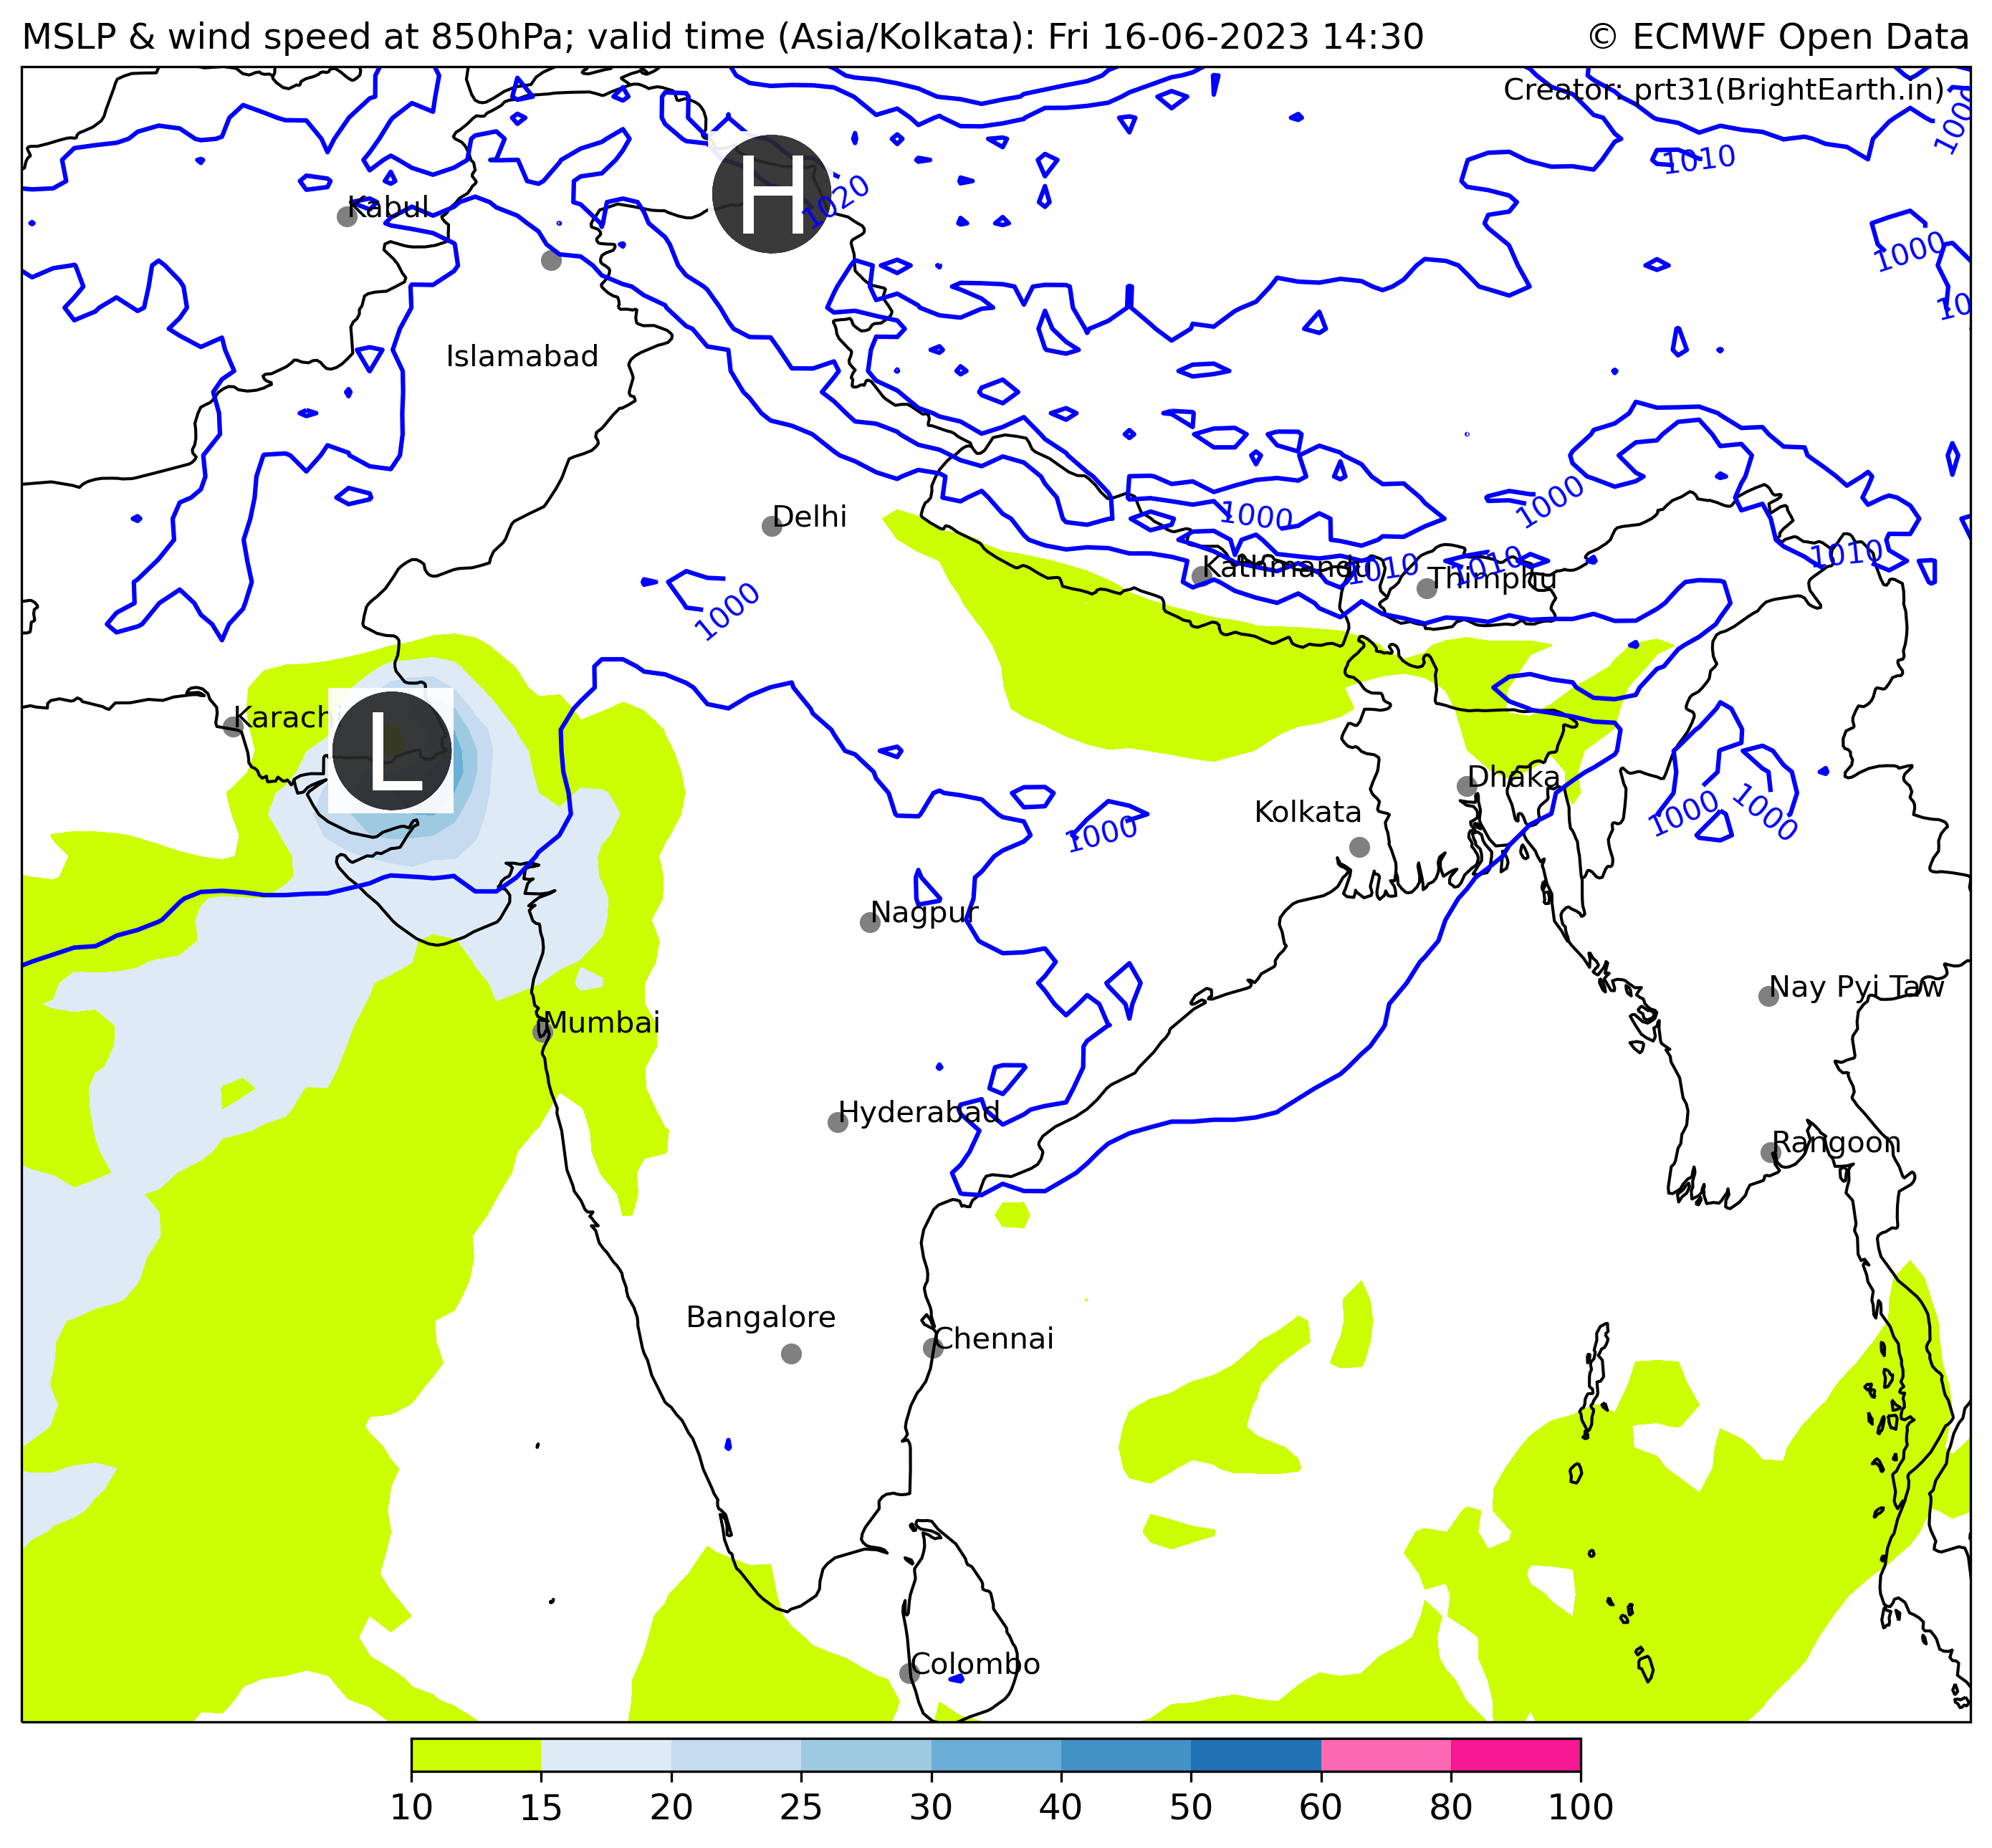 MSLP & wind speed at 850hPa; valid time (Asia/Kolkata): Fri 16-06-2023 14:30
© ECMWF Open Data
Creator: prt31(BrightEarth.in)
1000
1010
H
1020
Kabul
1000
10
Islamabad
1000
1000
Delhi
1010
Kathmandu
1010
1010
Thimphu
1000
Karachi
L
Dhaka
1000
1000
Kolkata
1000
Nagpur
Nay Pyi Taw
Mumbai
Hyderabad
Rangoon
Bangalore
Chennai
Colombo
10 15 20 25 30 40 50 60 80 100